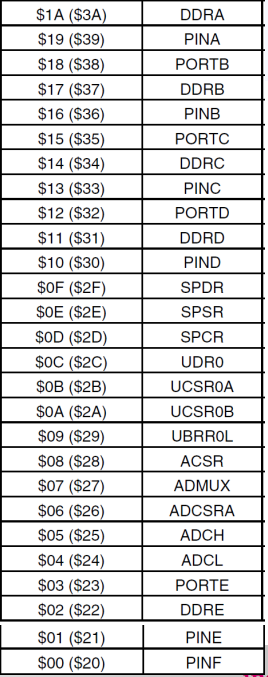 $1A ($3A) DDRA
$19 ($39) PINA
$18 ($38) PORTB
$17 ($37) DDRB
$16 ($36) PINB
$15 ($35) PORTC
$14 ($34) DDRC
$13 ($33) PINC
$12 ($32) PORTD
$11 ($31) DDRD
$10 ($30) PIND
$0F ($2F) SPDR
$0E ($2E) SPSR
$0D ($2D) SPCR
$0C ($2C) UDR0
$0B ($2B) UCSR0A
$0A ($2A) UCSR0B
$09 ($29) UBRR0L
$08 ($28) ACSR
$07 ($27) ADMUX
$06 ($26) ADCSRA
$05 ($25) ADCH
$04 ($24) ADCL
$03 ($23) PORTE
$02 ($22) DDRE
$01 ($21) PINE
$00 ($20) PINF